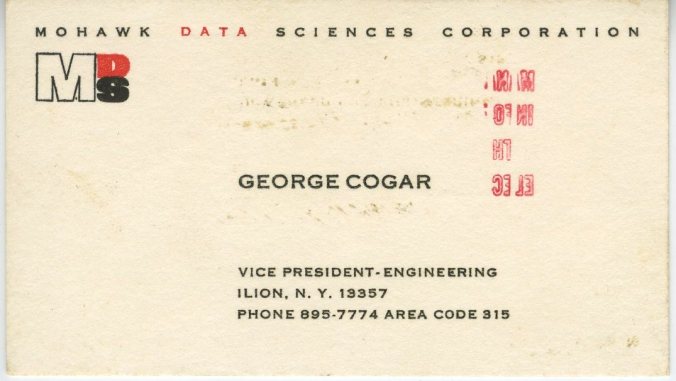 MOHAWK DATA SCIENCES CORPORATION
MDS
GEORGE COGAR
VICE PRESIDENT-ENGINEERING
ILION, N. Y. 13357
PHONE 895-7774 AREA CODE 315